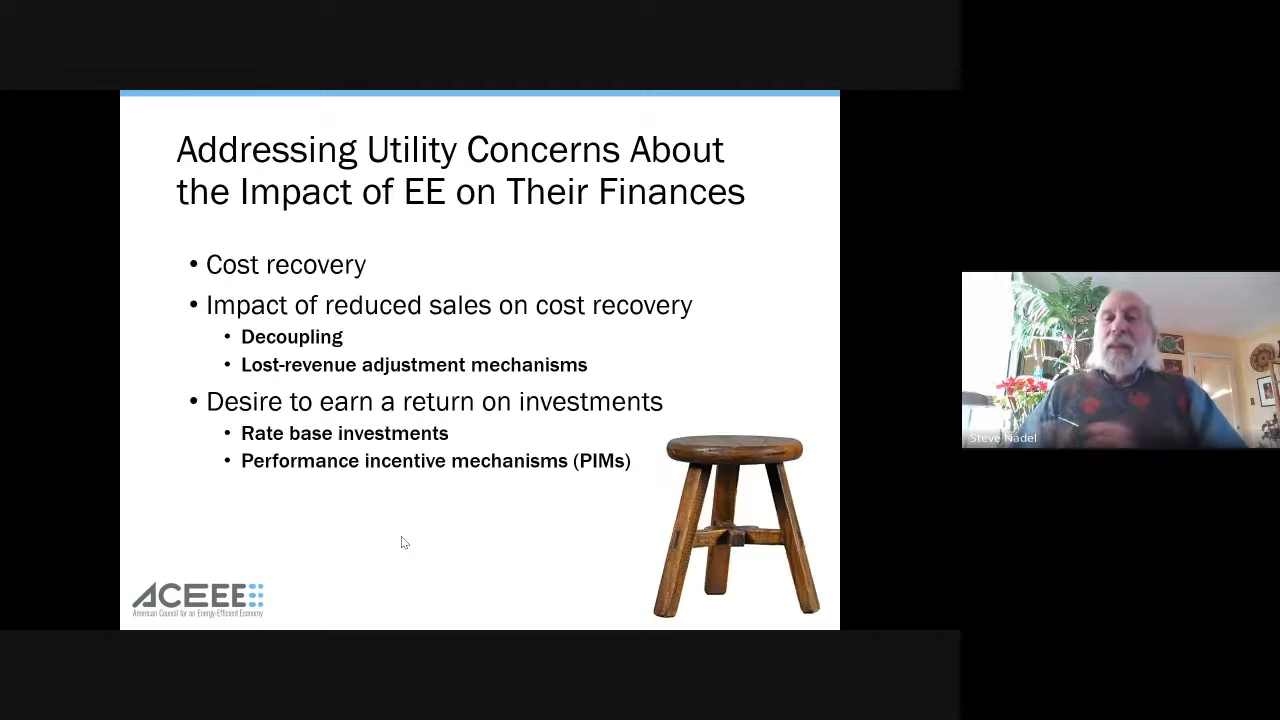 Addressing Utility Concerns About
the Impact of EE on Their Finances
• Cost recovery
• Impact of reduced sales on cost recovery
• Decoupling
• Lost-revenue adjustment mechanisms
• Desire to earn a return on investments
• Rate base investments
• Performance incentive mechanisms (PIMs)
ACEEE
American Council for an Energy-Efficient Economy
Steve Nadel